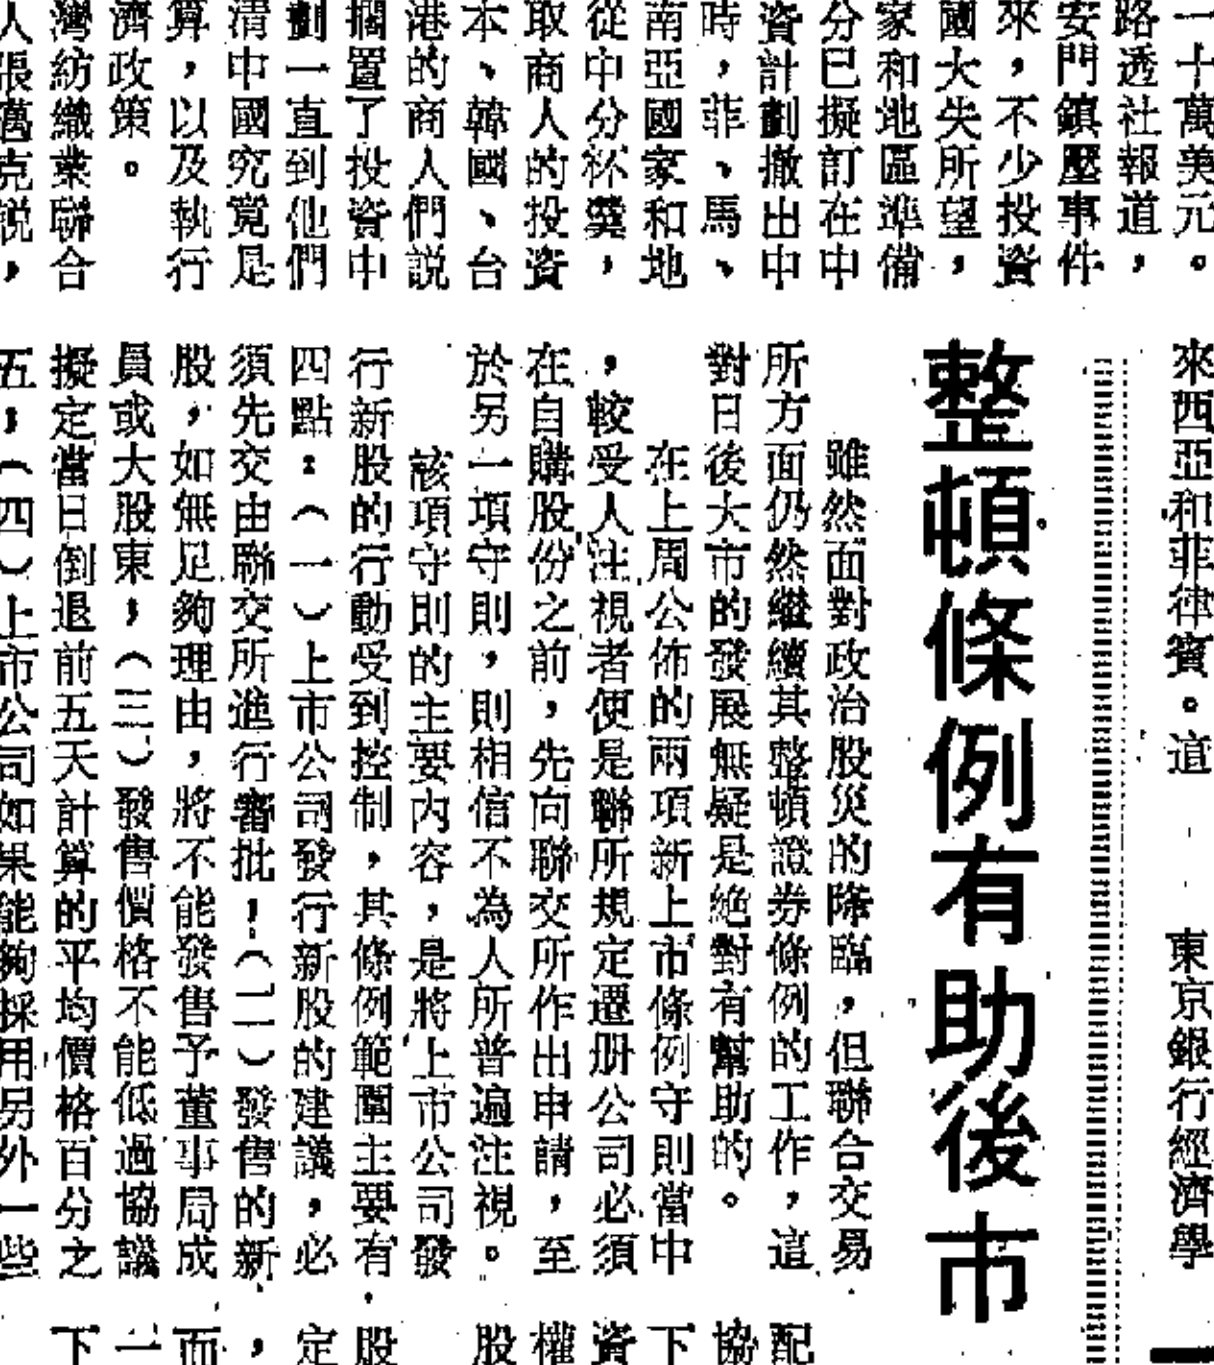 一十萬美元。
路透社報道，
安門鎮壓事件
來，不少投資
國大失所望，
家和地區準備
分已擬訂在中
資計劃撤出中
時，菲、馬、
南亞國家和地
從中分杯羹，
取商人的投資
本、韓國、台
港的商人們説
擱置了投資中
劃一直到他們
清中國究竟是
算，以及執行
濟政策。
灣紡織業聯合
人張邁克説，
來西亞和菲律賓。道
東京銀行經濟學
整頓條例有助後市
雖然面對政治股災的降臨，但聯合交易
所方面仍然繼續其整頓證券條例的工作，這
對日後大市的發展無疑是絶對有幫助的。
在上周公佈的兩項新上市條例守則當中
，較受人注視者便是聯所規定遷册公司必須
在自購股份之前，先向聯交所作出申請，至
於另一項守則，則相信不為人所普遍注視。
該項守則的主要內容，是將上市公司發
行新股的行動受到控制，其條例範圍主要有
四點：（一）上市公司發行新股的建議，必
須先交由聯交所進行審批！（二）發售的新
股，如無足夠理由，將不能發售予董事局成
員或大股東，（三）發售價格不能低過協議
擬定當日倒退前五天計算的平均價格百分之
五，（四）上市公司如果能夠採用另外一些
配
協
下
資
權
股
股
定
，
而
一
下